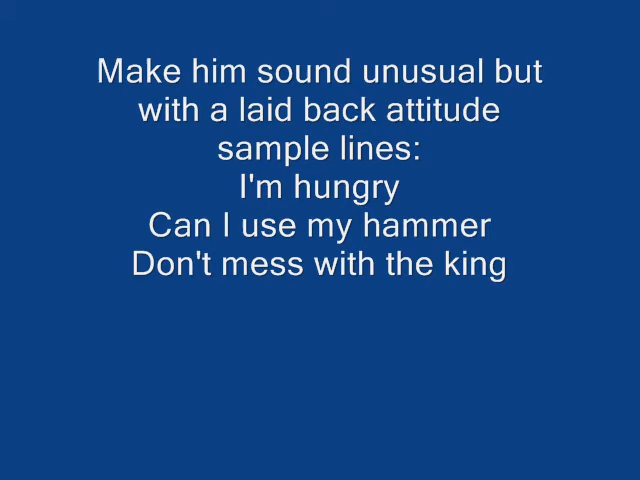 Make him sound unusual but
with a laid back attitude
sample lines:
I'm hungry
Can I use my hammer
Don't mess with the king